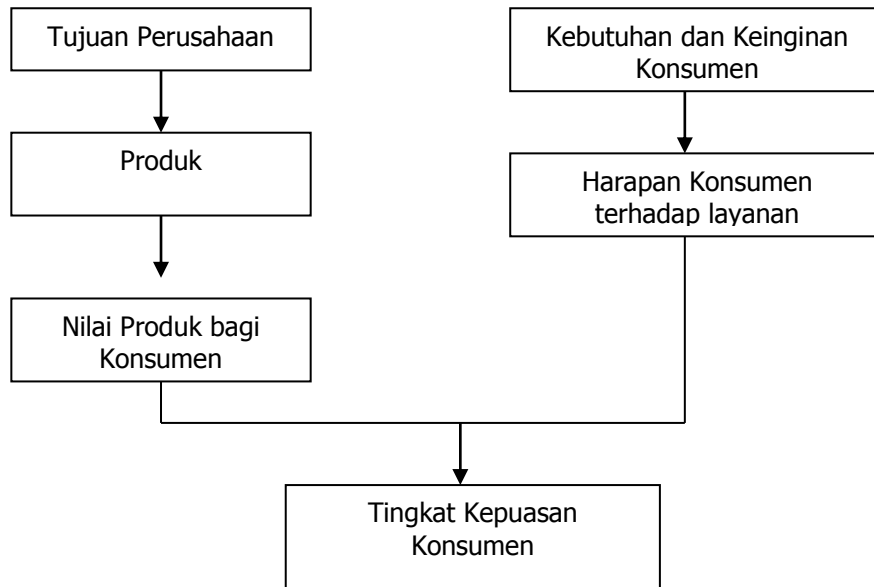 Tujuan Perusahaan
Produk
Nilai Produk bagi
Konsumen
Kebutuhan dan Keinginan
Konsumen
Harapan Konsumen
terhadap layanan
Tingkat Kepuasan
Konsumen